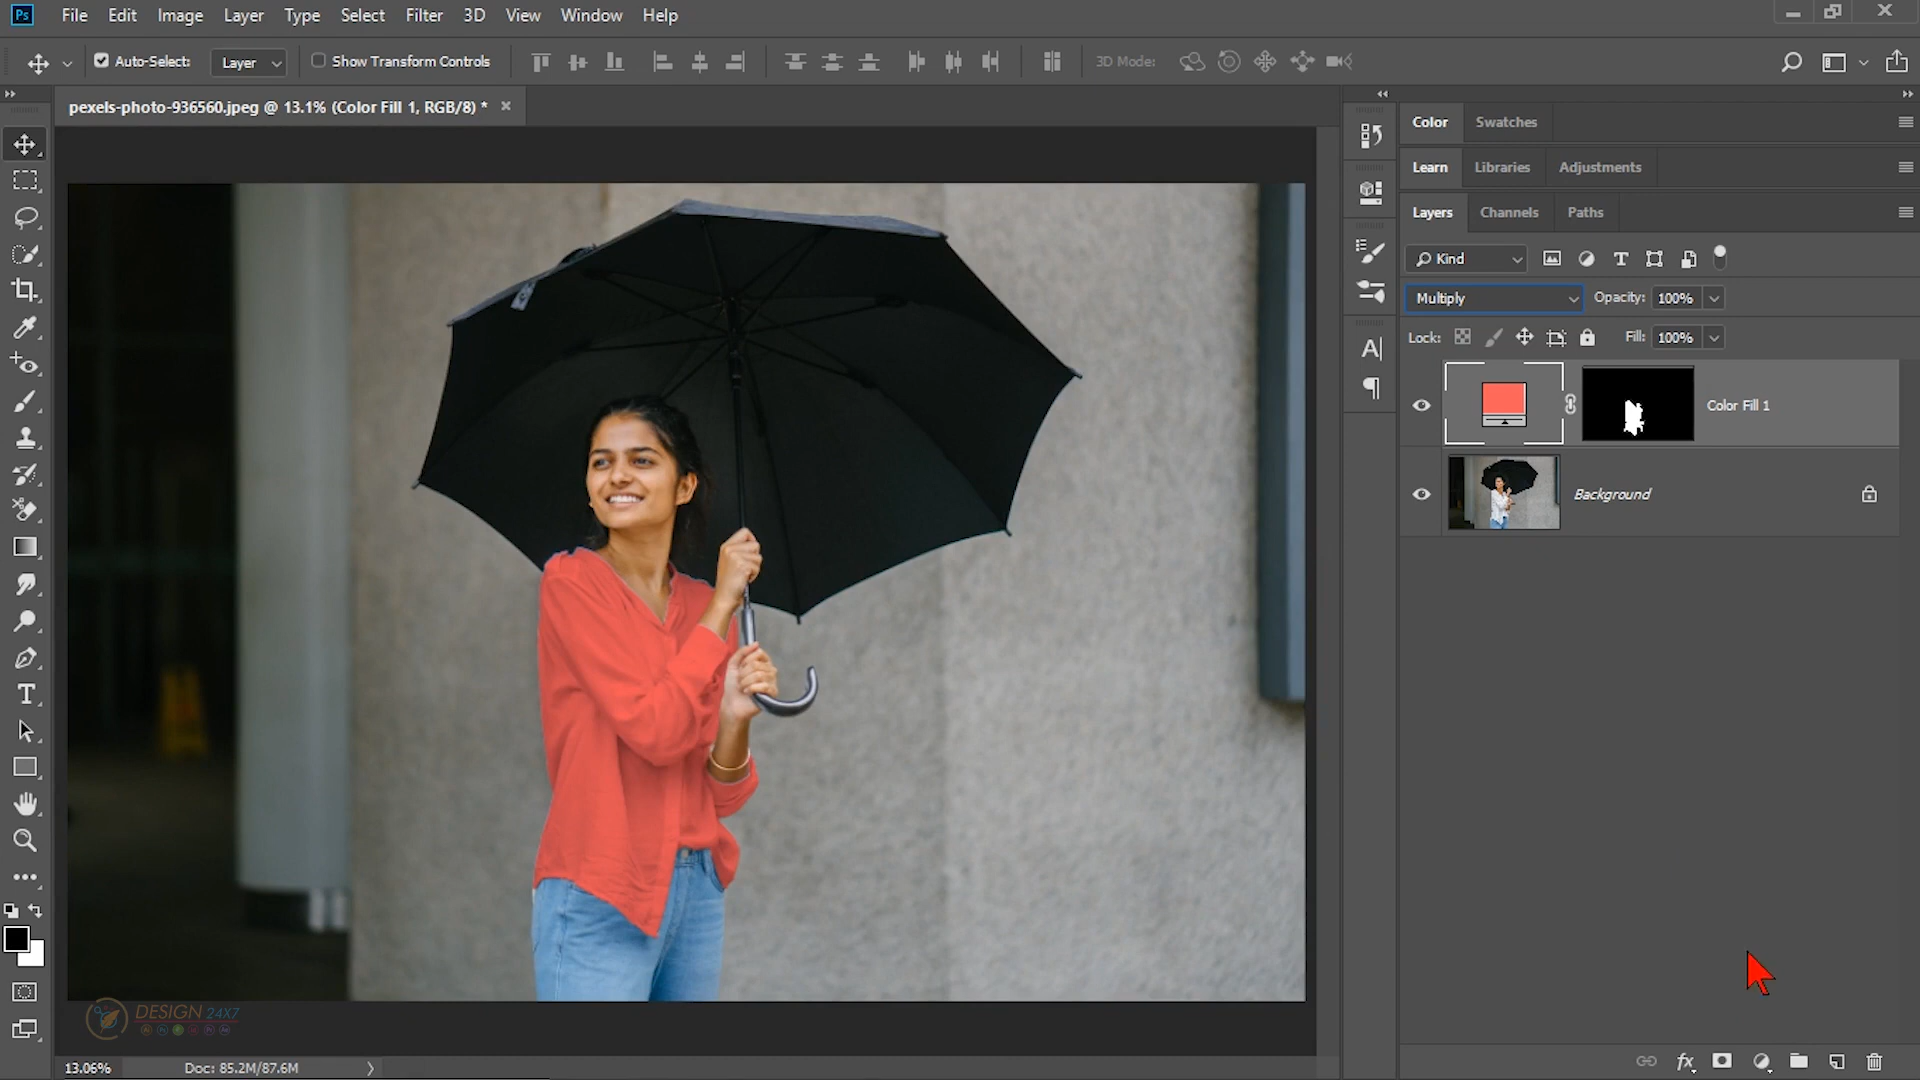 Ps File Edit Image Layer Type Select Filter 3D View Window Help
Auto-Select: Layer Show Transform Controls 3D Mode:
pexels-photo-936560.jpeg @ 13.1% (Color Fill 1, RGB/8) *
Color Swatches
Learn Libraries Adjustments
Layers Channels Paths
Kind
Multiply Opacity: 100%
Lock: Fill: 100%
Color Fill 1
Background
DESIGN 24X7
13.06% Doc: 85.2M/87.6M
fx